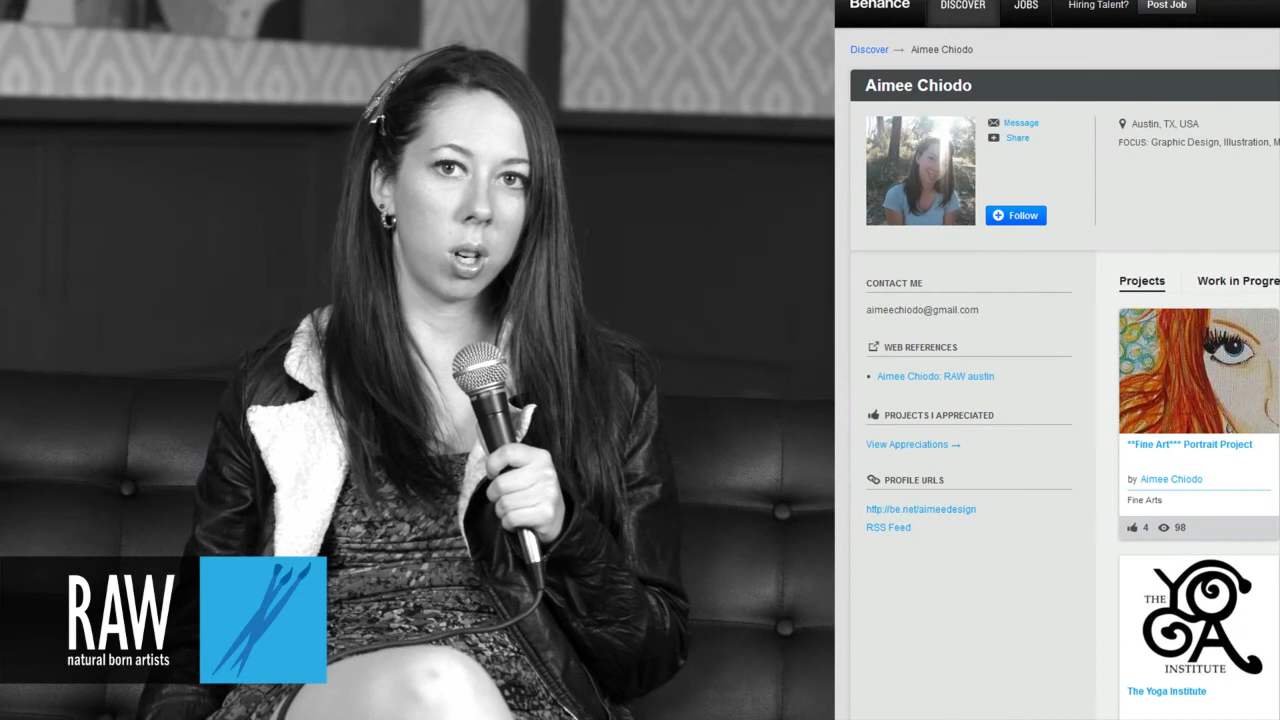 Behance
DISCOVER
JOBS
Hiring Talent?
Post Job
Discover → Aimee Chiodo
Aimee Chiodo
Message
Share
Follow
Austin, TX, USA
FOCUS: Graphic Design, Illustration, M
CONTACT ME
aimeechiodo@gmail.com
WEB REFERENCES
• Aimee Chiodo: RAW austin
PROJECTS I APPRECIATED
View Appreciations →
PROFILE URLS
http://be.net/aimeedesign
RSS Feed
Projects
Work in Progre
**Fine Art*** Portrait Project
by Aimee Chiodo
Fine Arts
4 98
THE
YOGA
INSTITUTE
The Yoga Institute
RAW
natural born artists